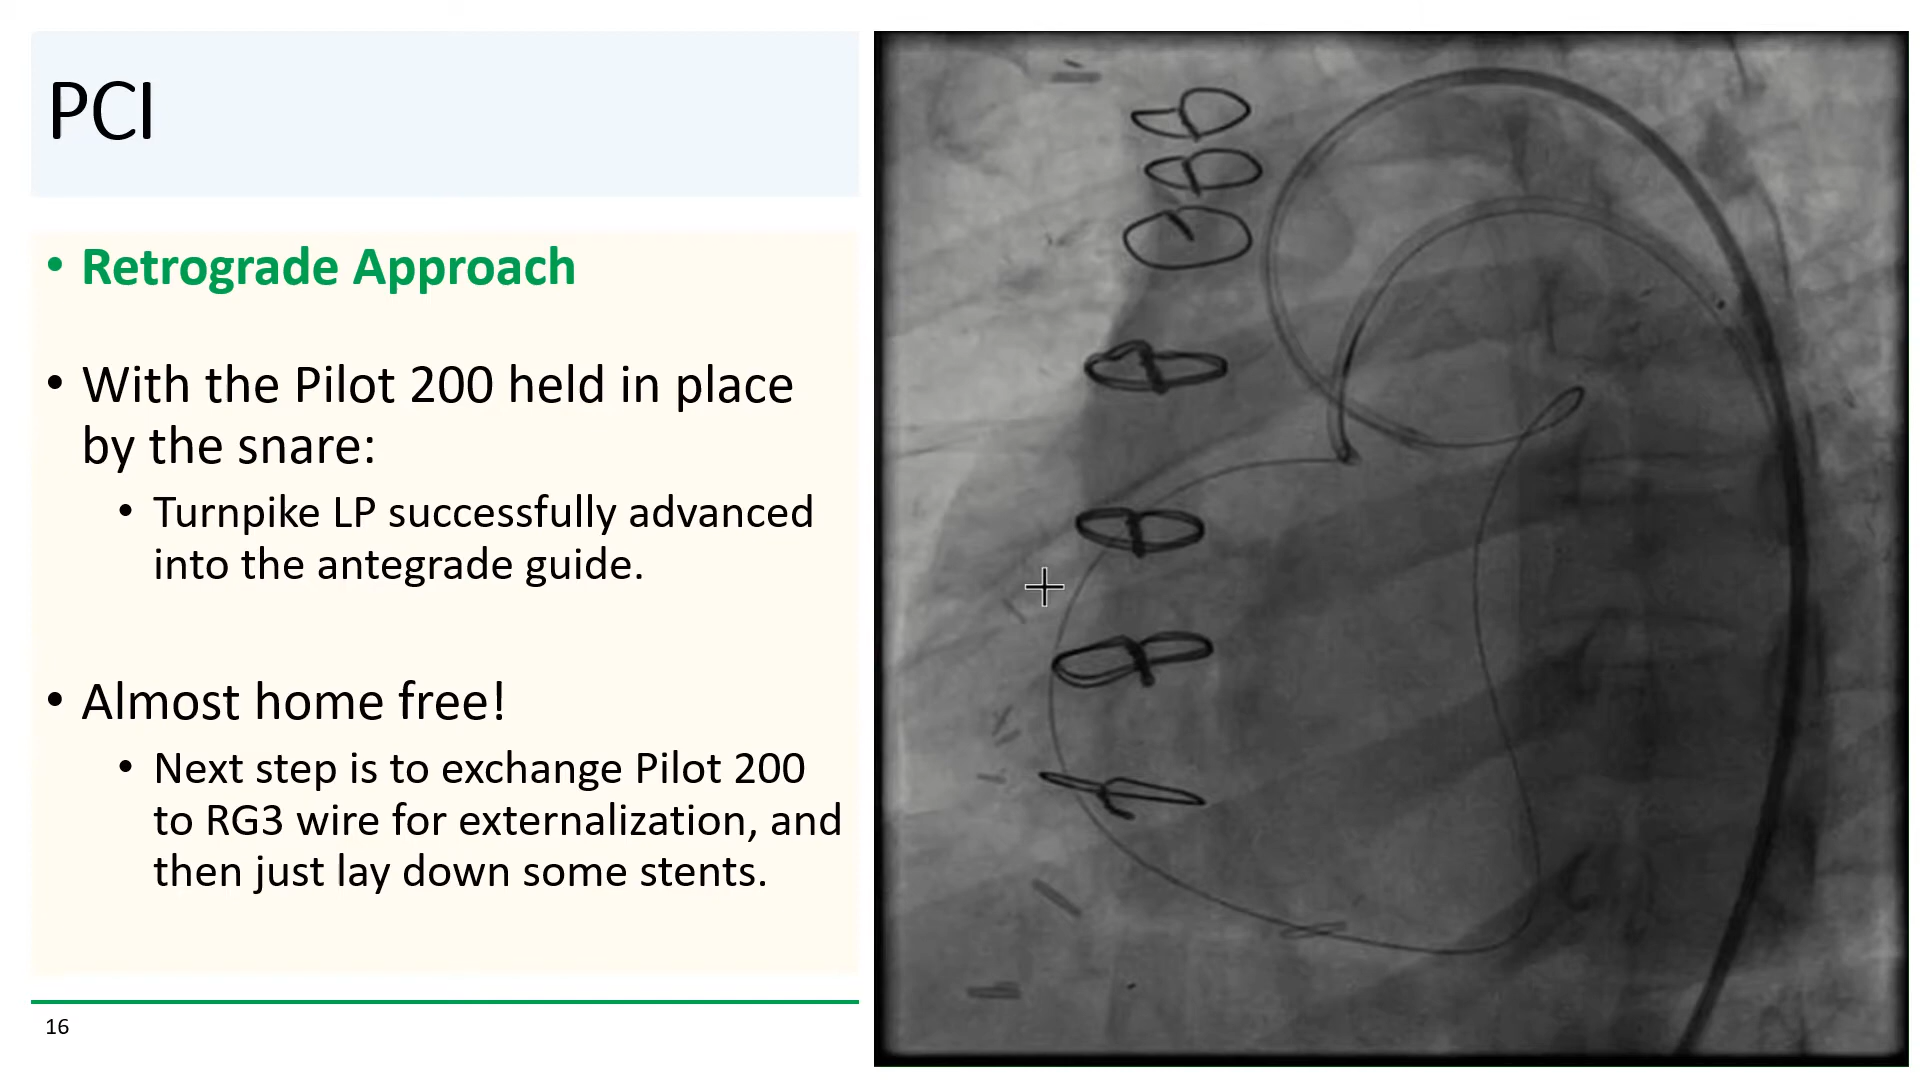 PCI
• Retrograde Approach
• With the Pilot 200 held in place
by the snare:
• Turnpike LP successfully advanced
into the antegrade guide.
• Almost home free!
• Next step is to exchange Pilot 200
to RG3 wire for externalization, and
then just lay down some stents.
16